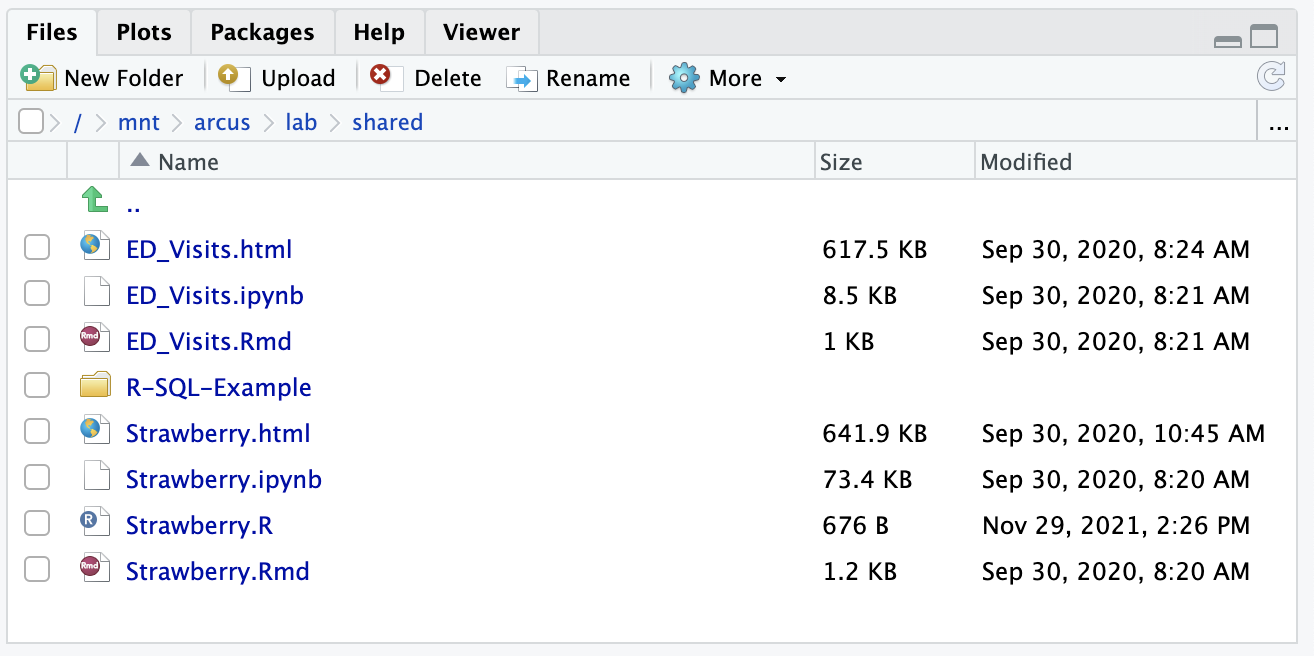 Files Plots Packages Help Viewer
New Folder Upload Delete Rename More
/ mnt arcus lab shared ...
Name Size Modified
..
ED_Visits.html 617.5 KB Sep 30, 2020, 8:24 AM
ED_Visits.ipynb 8.5 KB Sep 30, 2020, 8:21 AM
Rmd ED_Visits.Rmd 1 KB Sep 30, 2020, 8:21 AM
R-SQL-Example
Strawberry.html 641.9 KB Sep 30, 2020, 10:45 AM
Strawberry.ipynb 73.4 KB Sep 30, 2020, 8:20 AM
R Strawberry.R 676 B Nov 29, 2021, 2:26 PM
Rmd Strawberry.Rmd 1.2 KB Sep 30, 2020, 8:20 AM